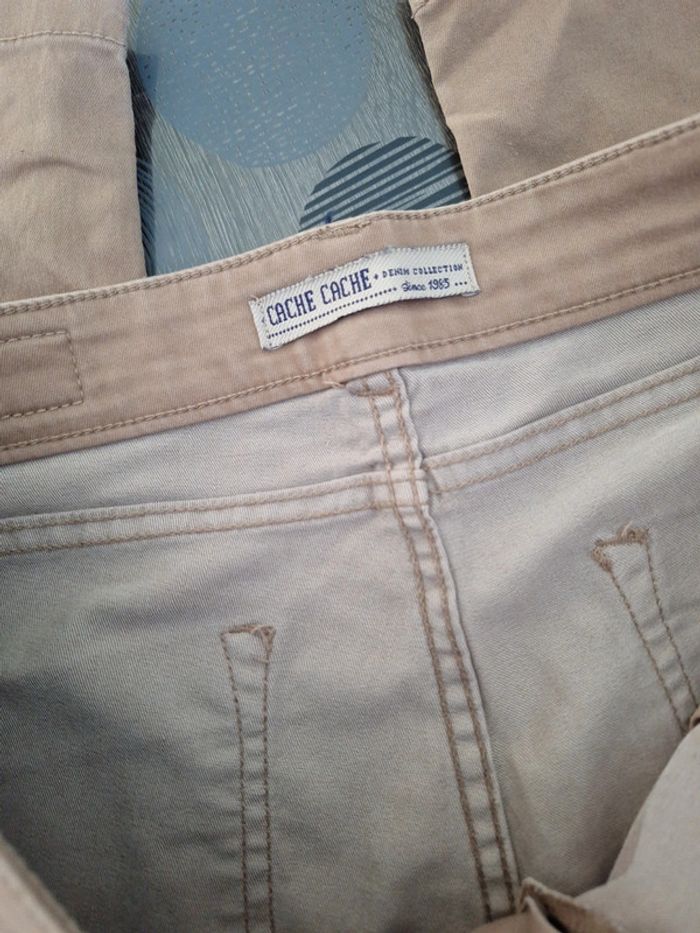 CACHE CACHE + DENIM COLLECTION
Since 1985